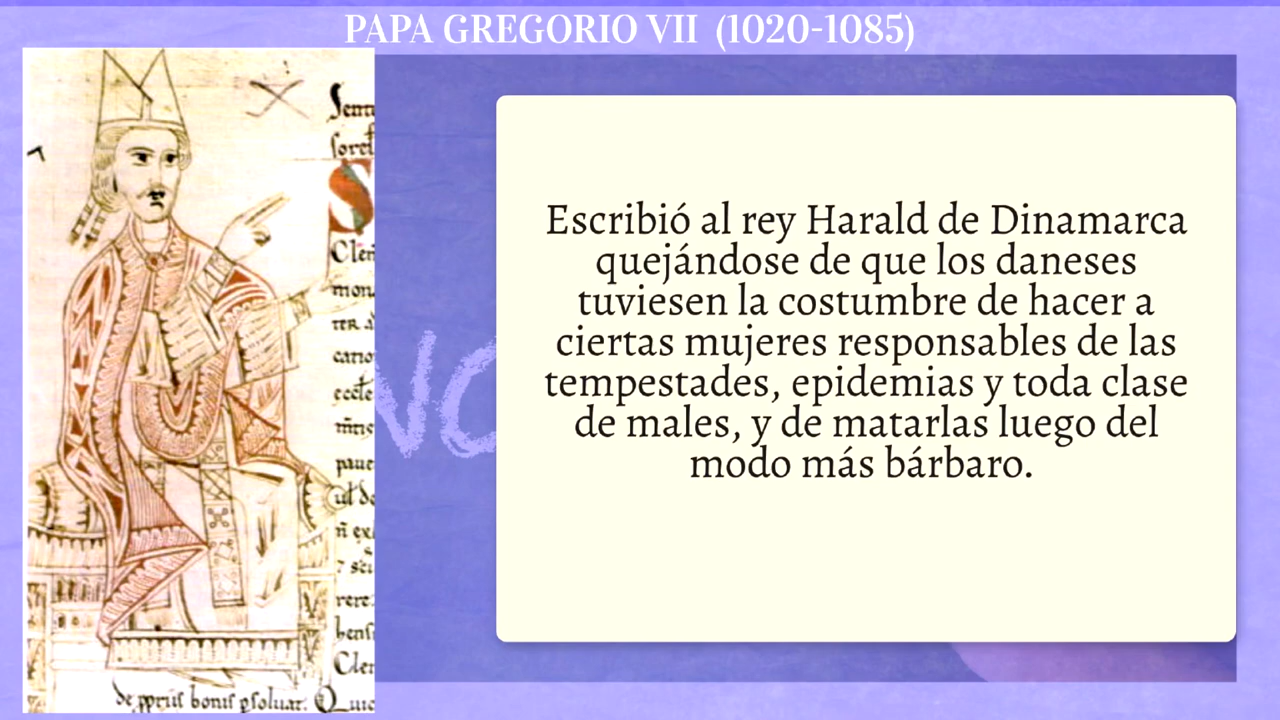 PAPA GREGORIO VII (1020-1085)
Escribió al rey Harald de Dinamarca
quejándose de que los daneses
tuviesen la costumbre de hacer a
ciertas mujeres responsables de las
tempestades, epidemias y toda clase
de males, y de matarlas luego del
modo más bárbaro.